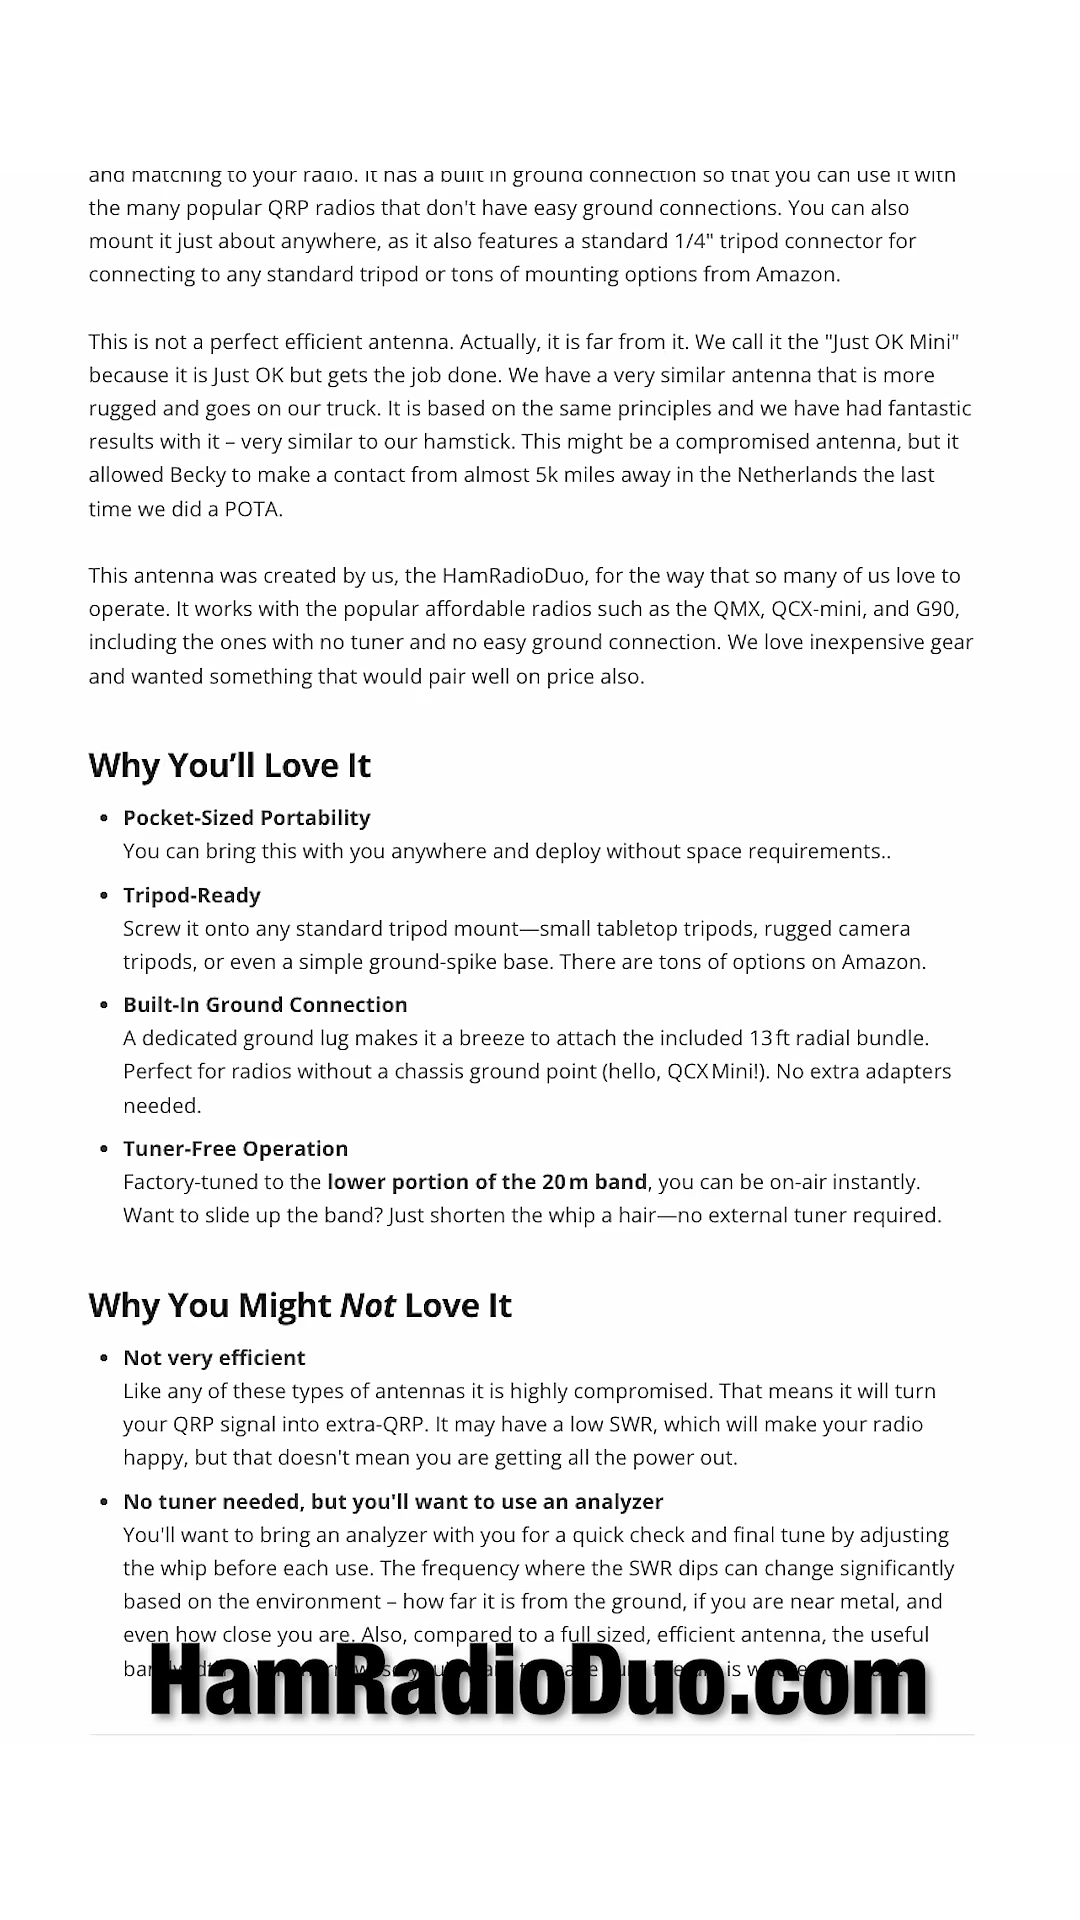 and matching to your radio. It has a built in ground connection so that you can use it with
the many popular QRP radios that don't have easy ground connections. You can also
mount it just about anywhere, as it also features a standard 1/4" tripod connector for
connecting to any standard tripod or tons of mounting options from Amazon.
This is not a perfect efficient antenna. Actually, it is far from it. We call it the "Just OK Mini"
because it is Just OK but gets the job done. We have a very similar antenna that is more
rugged and goes on our truck. It is based on the same principles and we have had fantastic
results with it – very similar to our hamstick. This might be a compromised antenna, but it
allowed Becky to make a contact from almost 5k miles away in the Netherlands the last
time we did a POTA.
This antenna was created by us, the HamRadioDuo, for the way that so many of us love to
operate. It works with the popular affordable radios such as the QMX, QCX-mini, and G90,
including the ones with no tuner and no easy ground connection. We love inexpensive gear
and wanted something that would pair well on price also.
Why You’ll Love It
• Pocket-Sized Portability
You can bring this with you anywhere and deploy without space requirements..
• Tripod-Ready
Screw it onto any standard tripod mount—small tabletop tripods, rugged camera
tripods, or even a simple ground-spike base. There are tons of options on Amazon.
• Built-In Ground Connection
A dedicated ground lug makes it a breeze to attach the included 13 ft radial bundle.
Perfect for radios without a chassis ground point (hello, QCX Mini!). No extra adapters
needed.
• Tuner-Free Operation
Factory-tuned to the lower portion of the 20 m band, you can be on-air instantly.
Want to slide up the band? Just shorten the whip a hair—no external tuner required.
Why You Might Not Love It
• Not very efficient
Like any of these types of antennas it is highly compromised. That means it will turn
your QRP signal into extra-QRP. It may have a low SWR, which will make your radio
happy, but that doesn't mean you are getting all the power out.
• No tuner needed, but you'll want to use an analyzer
You'll want to bring an analyzer with you for a quick check and final tune by adjusting
the whip before each use. The frequency where the SWR dips can change significantly
based on the environment – how far it is from the ground, if you are near metal, and
even how close you are. Also, compared to a full sized, efficient antenna, the useful
is
HamRadioDuo.com